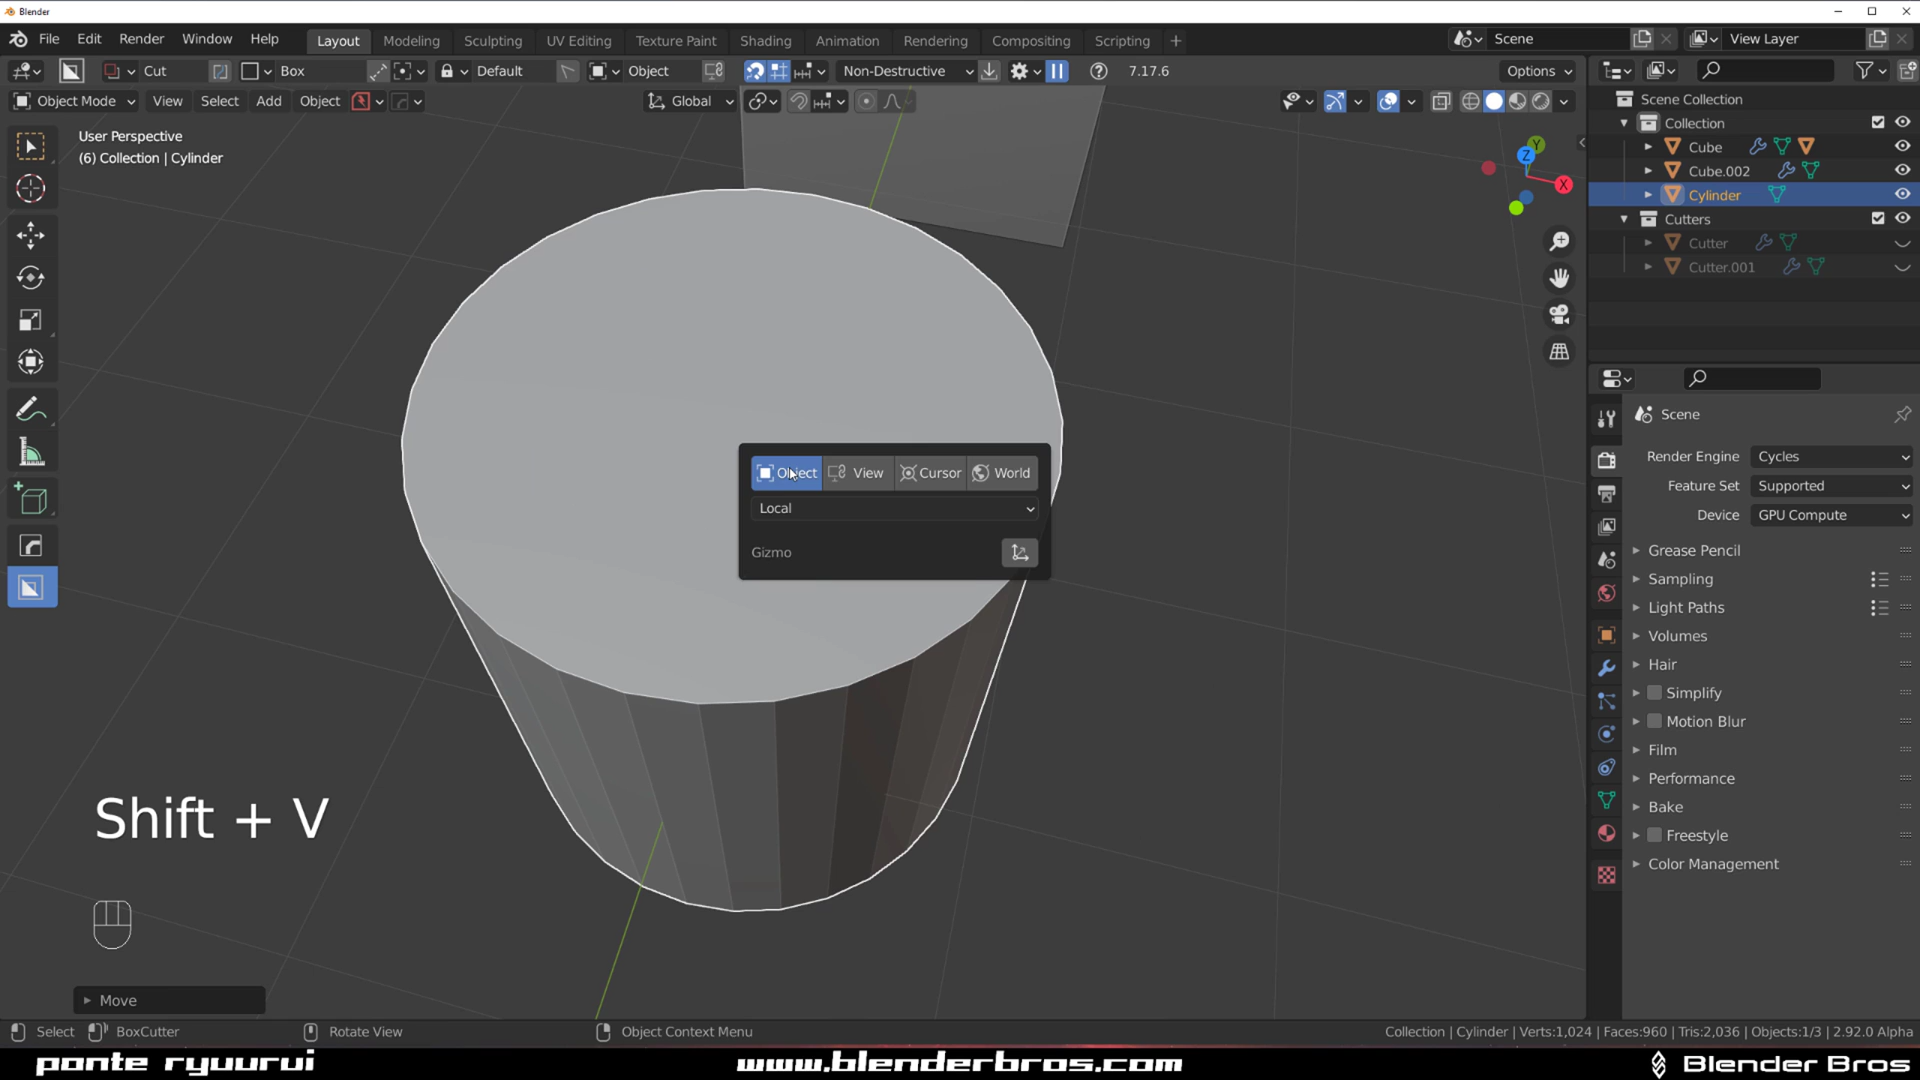 Blender
File Edit Render Window Help Layout Modeling Sculpting UV Editing Texture Paint Shading Animation Rendering Compositing Scripting + Scene View Layer
Cut Box Default Object Non-Destructive 7.17.6 Options
Object Mode View Select Add Object Global
User Perspective
(6) Collection | Cylinder
Scene Collection
Collection
Cube
Cube.002
Cylinder
Cutters
Cutter
Cutter.001
Y
Z
X
Object View Cursor World
Local
Gizmo
Scene
Render Engine Cycles
Feature Set Supported
Device GPU Compute
Grease Pencil
Sampling
Light Paths
Volumes
Hair
Simplify
Motion Blur
Film
Performance
Bake
Freestyle
Color Management
Shift + V
Move
Select BoxCutter Rotate View Object Context Menu Collection | Cylinder | Verts:1,024 | Faces:960 | Tris:2,036 | Objects:1/3 | 2.92.0 Alpha
ponte ryuurui www.blenderbros.com Blender Bros